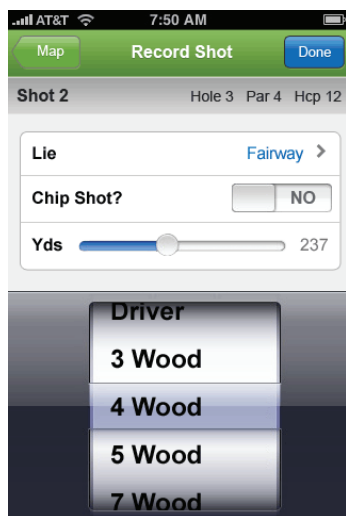 AT&T 7:50 AM
Map Record Shot Done
Shot 2 Hole 3 Par 4 Hcp 12
Lie Fairway >
Chip Shot? NO
Yds 237
Driver
3 Wood
4 Wood
5 Wood
7 Wood